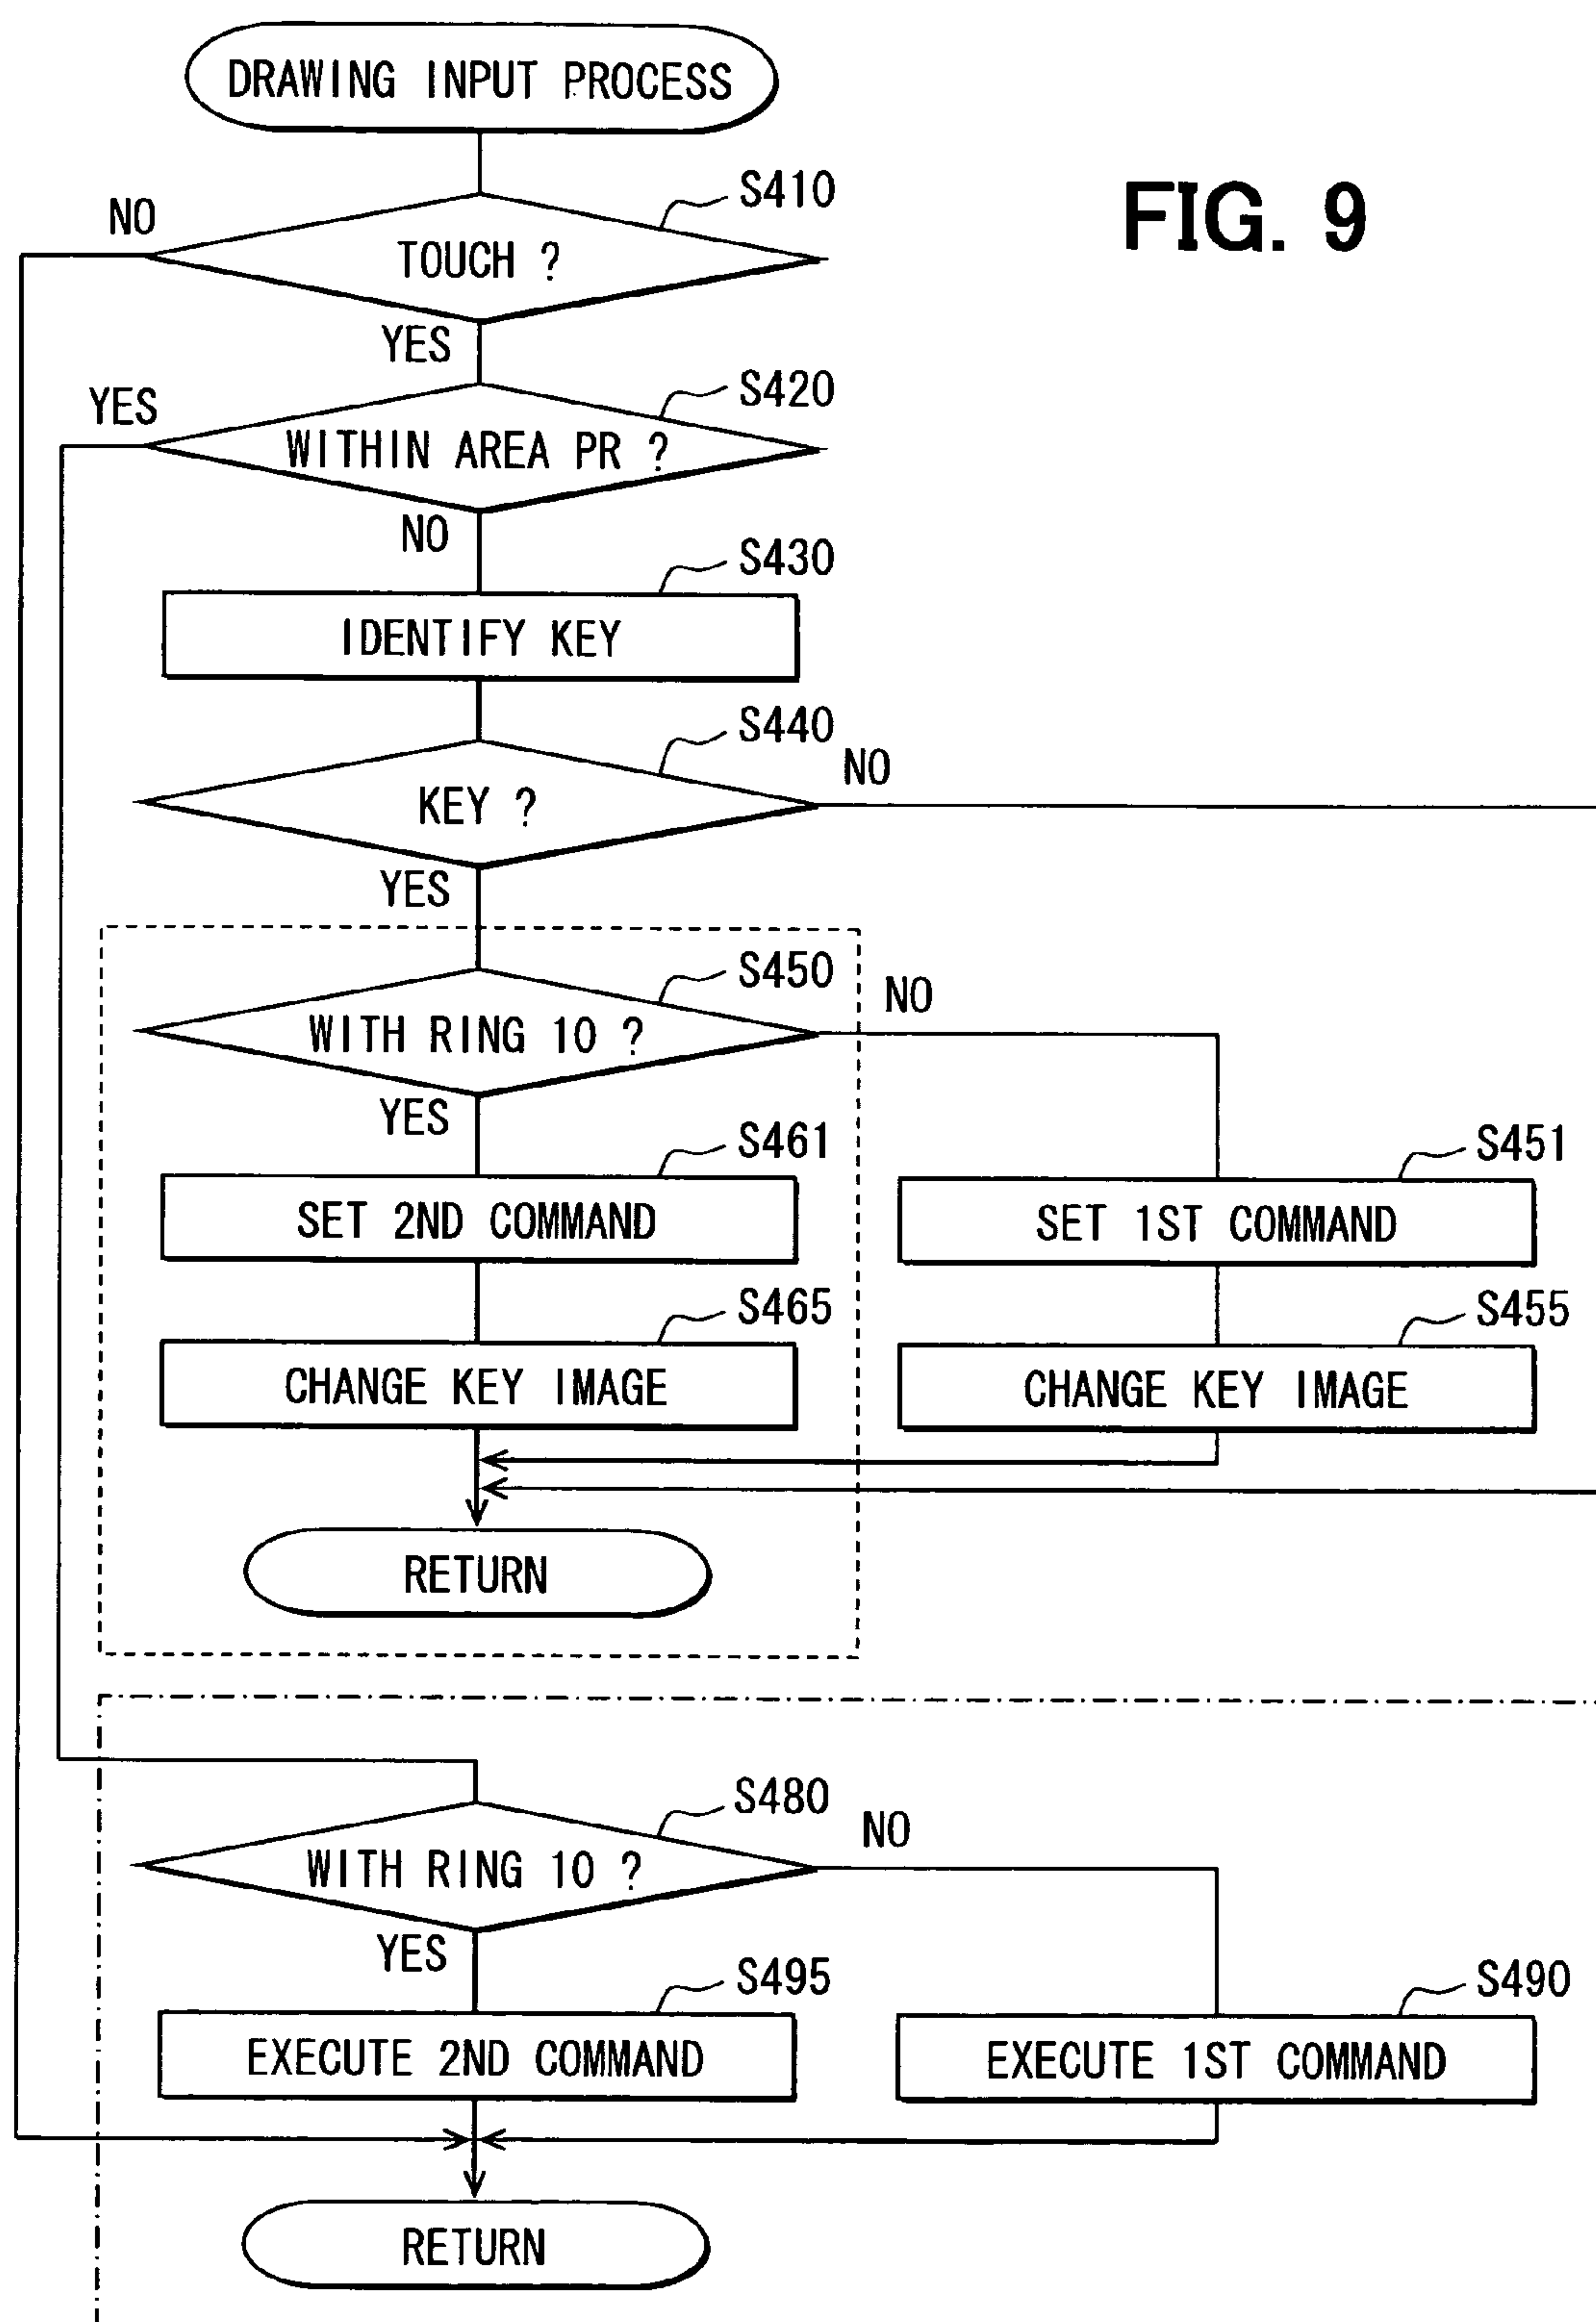 DRAWING INPUT PROCESS
FIG. 9
S410
NO
TOUCH ?
YES
S420
YES
WITHIN AREA PR ?
NO
S430
IDENTIFY KEY
S440
NO
KEY ?
YES
S450
NO
WITH RING 10 ?
YES
S461
S451
SET 2ND COMMAND
SET 1ST COMMAND
S465
S455
CHANGE KEY IMAGE
CHANGE KEY IMAGE
RETURN
S480
NO
WITH RING 10 ?
YES
S495
S490
EXECUTE 2ND COMMAND
EXECUTE 1ST COMMAND
RETURN